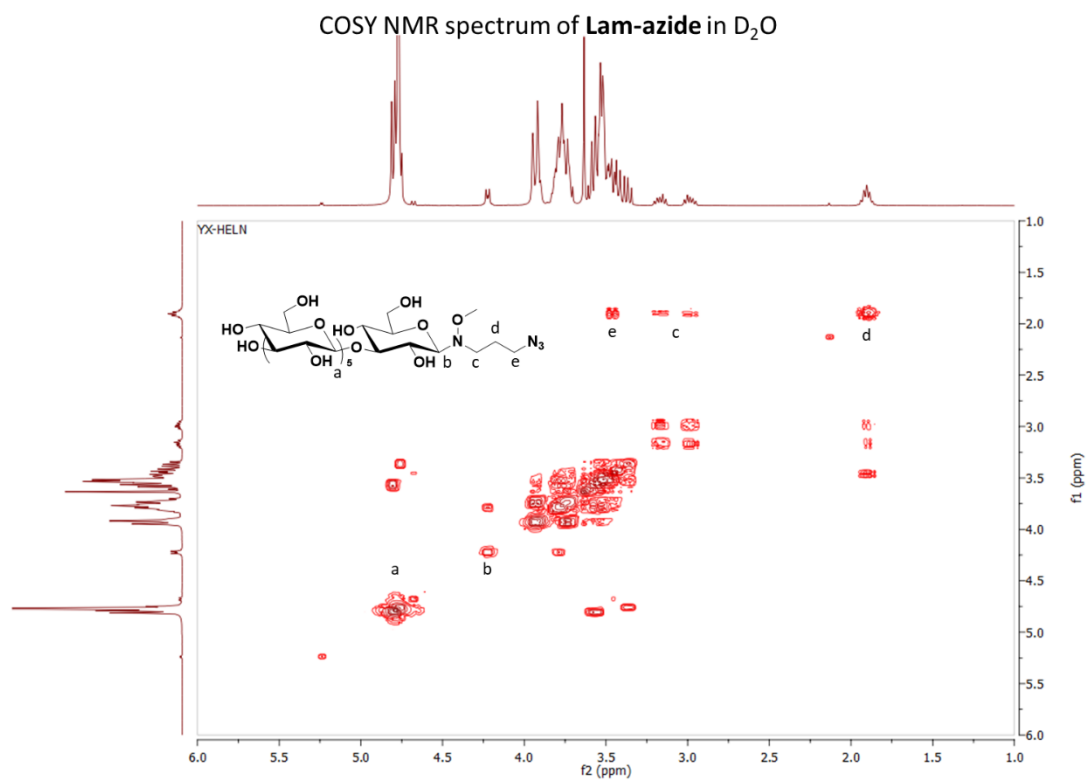 COSY NMR spectrum of Lam-azide in D₂O
YX-HELN
1.0
1.5
2.0
2.5
3.0
3.5
4.0
4.5
5.0
5.5
6.0
f1 (ppm)
OH
OH
O
HO
HO
OH
a
5
HO
O
O
OH
O
N
b
c
d
e
N₃
e
c
d
a
b
6.0 5.5 5.0 4.5 4.0 3.5 3.0 2.5 2.0 1.5 1.0
f2 (ppm)